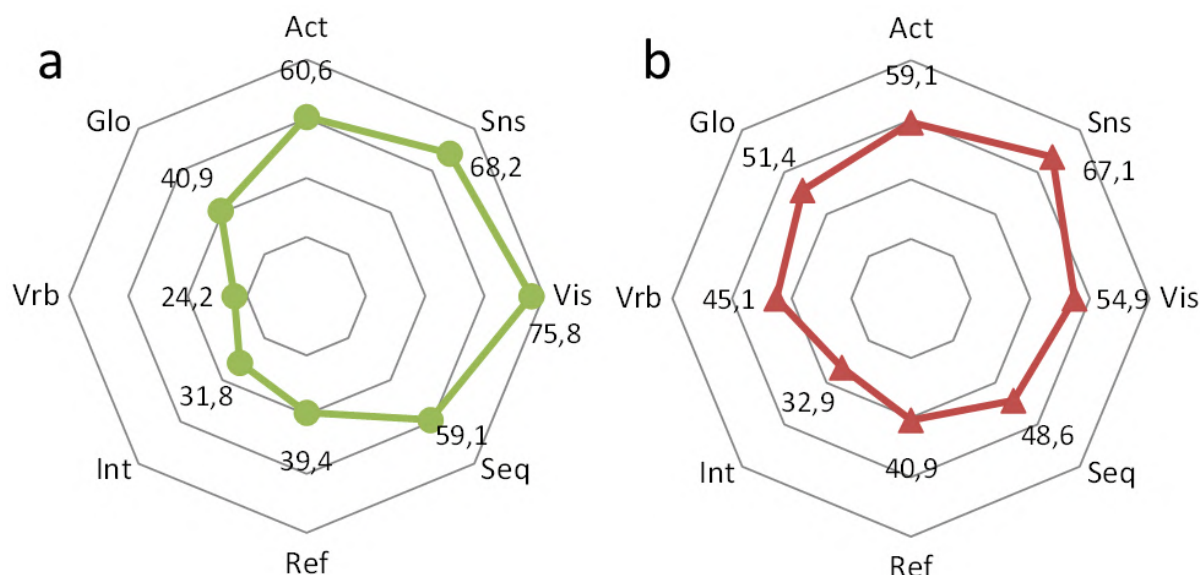 a
Act
60,6
Glo
Sns
40,9
68,2
Vrb
24,2
Vis
75,8
31,8
39,4
59,1
Int
Seq
Ref
b
Act
59,1
Glo
Sns
51,4
67,1
Vrb
45,1
54,9
Vis
32,9
40,9
48,6
Int
Seq
Ref